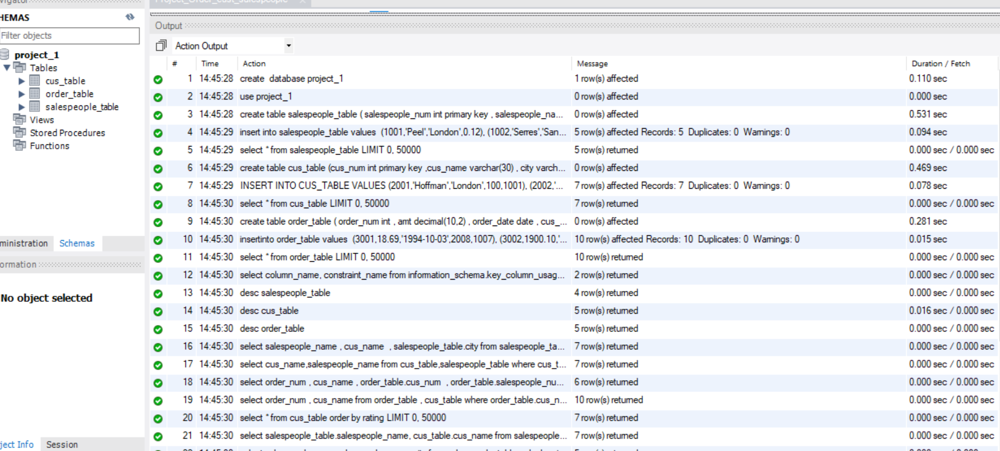 Project_Order_cust_salespeople
HEMAS
Filter objects
project_1
Tables
cus_table
order_table
salespeople_table
Views
Stored Procedures
Functions
ministration Schemas
ormation
No object selected
ject Info Session
Output
Action Output
# Time Action Message Duration / Fetch
1 14:45:28 create database project_1 1 row(s) affected 0.110 sec
2 14:45:28 use project_1 0 row(s) affected 0.000 sec
3 14:45:28 create table salespeople_table ( salespeople_num int primary key , salespeople_na... 0 row(s) affected 0.531 sec
4 14:45:29 insert into salespeople_table values (1001,'Peel','London',0.12), (1002,'Serres','San... 5 row(s) affected Records: 5 Duplicates: 0 Warnings: 0 0.094 sec
5 14:45:29 select * from salespeople_table LIMIT 0, 50000 5 row(s) returned 0.000 sec / 0.000 sec
6 14:45:29 create table cus_table (cus_num int primary key ,cus_name varchar(30) , city varch... 0 row(s) affected 0.469 sec
7 14:45:29 INSERT INTO CUS_TABLE VALUES (2001,'Hoffman','London',100,1001), (2002,'... 7 row(s) affected Records: 7 Duplicates: 0 Warnings: 0 0.078 sec
8 14:45:30 select * from cus_table LIMIT 0, 50000 7 row(s) returned 0.000 sec / 0.000 sec
9 14:45:30 create table order_table ( order_num int , amt decimal(10,2) , order_date date , cus_... 0 row(s) affected 0.281 sec
10 14:45:30 insertinto order_table values (3001,18.69,'1994-10-03',2008,1007), (3002,1900.10,'... 10 row(s) affected Records: 10 Duplicates: 0 Warnings: 0 0.015 sec
11 14:45:30 select * from order_table LIMIT 0, 50000 10 row(s) returned 0.000 sec / 0.000 sec
12 14:45:30 select column_name, constraint_name from information_schema.key_column_usag... 2 row(s) returned 0.000 sec / 0.000 sec
13 14:45:30 desc salespeople_table 4 row(s) returned 0.000 sec / 0.000 sec
14 14:45:30 desc cus_table 5 row(s) returned 0.016 sec / 0.000 sec
15 14:45:30 desc order_table 5 row(s) returned 0.000 sec / 0.000 sec
16 14:45:30 select salespeople_name , cus_name , salespeople_table.city from salespeople_ta... 7 row(s) returned 0.000 sec / 0.000 sec
17 14:45:30 select cus_name,salespeople_name from cus_table,salespeople_table where cus_t... 7 row(s) returned 0.000 sec / 0.000 sec
18 14:45:30 select order_num , cus_name , order_table.cus_num , order_table.salespeople_nu... 6 row(s) returned 0.000 sec / 0.000 sec
19 14:45:30 select order_num , cus_name from order_table , cus_table where order_table.cus_n... 10 row(s) returned 0.000 sec / 0.000 sec
20 14:45:30 select * from cus_table order by rating LIMIT 0, 50000 7 row(s) returned 0.000 sec / 0.000 sec
21 14:45:30 select salespeople_table.salespeople_name, cus_table.cus_name from salespeople... 7 row(s) returned 0.000 sec / 0.000 sec